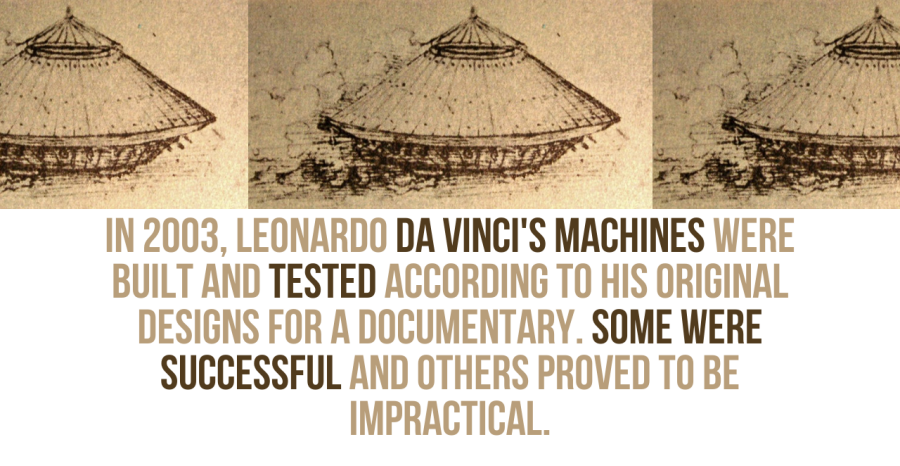 IN 2003, LEONARDO DA VINCI'S MACHINES WERE
BUILT AND TESTED ACCORDING TO HIS ORIGINAL
DESIGNS FOR A DOCUMENTARY. SOME WERE
SUCCESSFUL AND OTHERS PROVED TO BE
IMPRACTICAL.